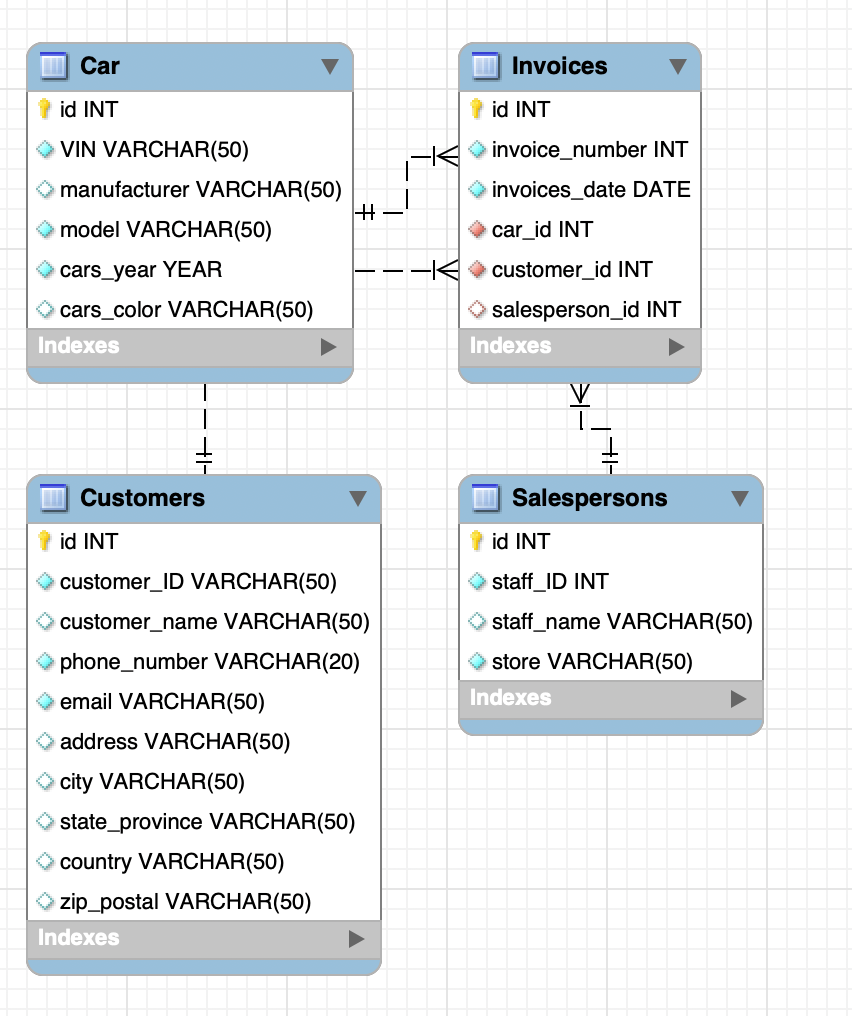 Car
id INT
VIN VARCHAR(50)
manufacturer VARCHAR(50)
model VARCHAR(50)
cars_year YEAR
cars_color VARCHAR(50)
Indexes
Invoices
id INT
invoice_number INT
invoices_date DATE
car_id INT
customer_id INT
salesperson_id INT
Indexes
Customers
id INT
customer_ID VARCHAR(50)
customer_name VARCHAR(50)
phone_number VARCHAR(20)
email VARCHAR(50)
address VARCHAR(50)
city VARCHAR(50)
state_province VARCHAR(50)
country VARCHAR(50)
zip_postal VARCHAR(50)
Indexes
Salespersons
id INT
staff_ID INT
staff_name VARCHAR(50)
store VARCHAR(50)
Indexes